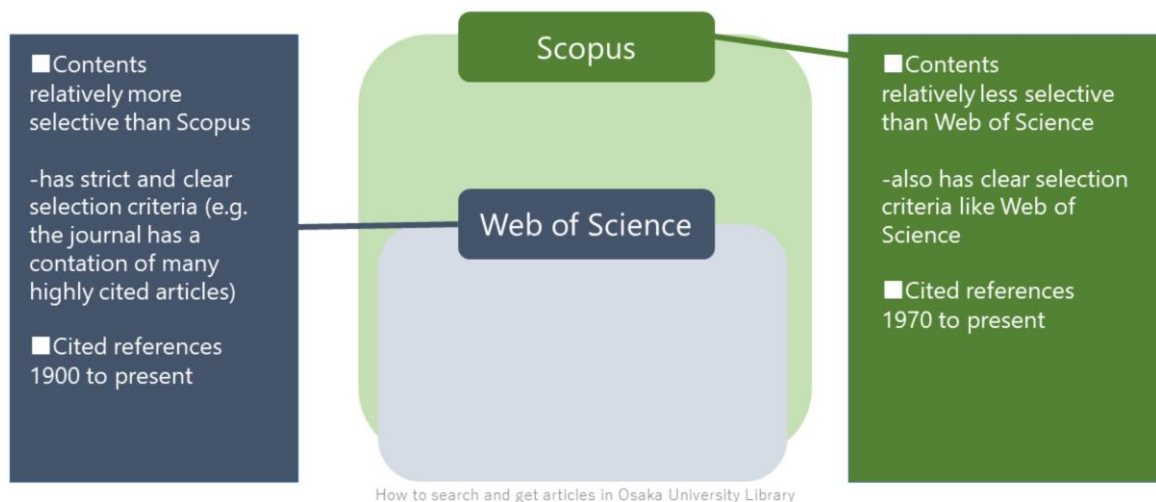 Scopus
Web of Science
■Contents
relatively more
selective than Scopus
-has strict and clear
selection criteria (e.g.
the journal has a
contation of many
highly cited articles)
■Cited references
1900 to present
■Contents
relatively less selective
than Web of Science
-also has clear selection
criteria like Web of
Science
■Cited references
1970 to present
How to search and get articles in Osaka University Library